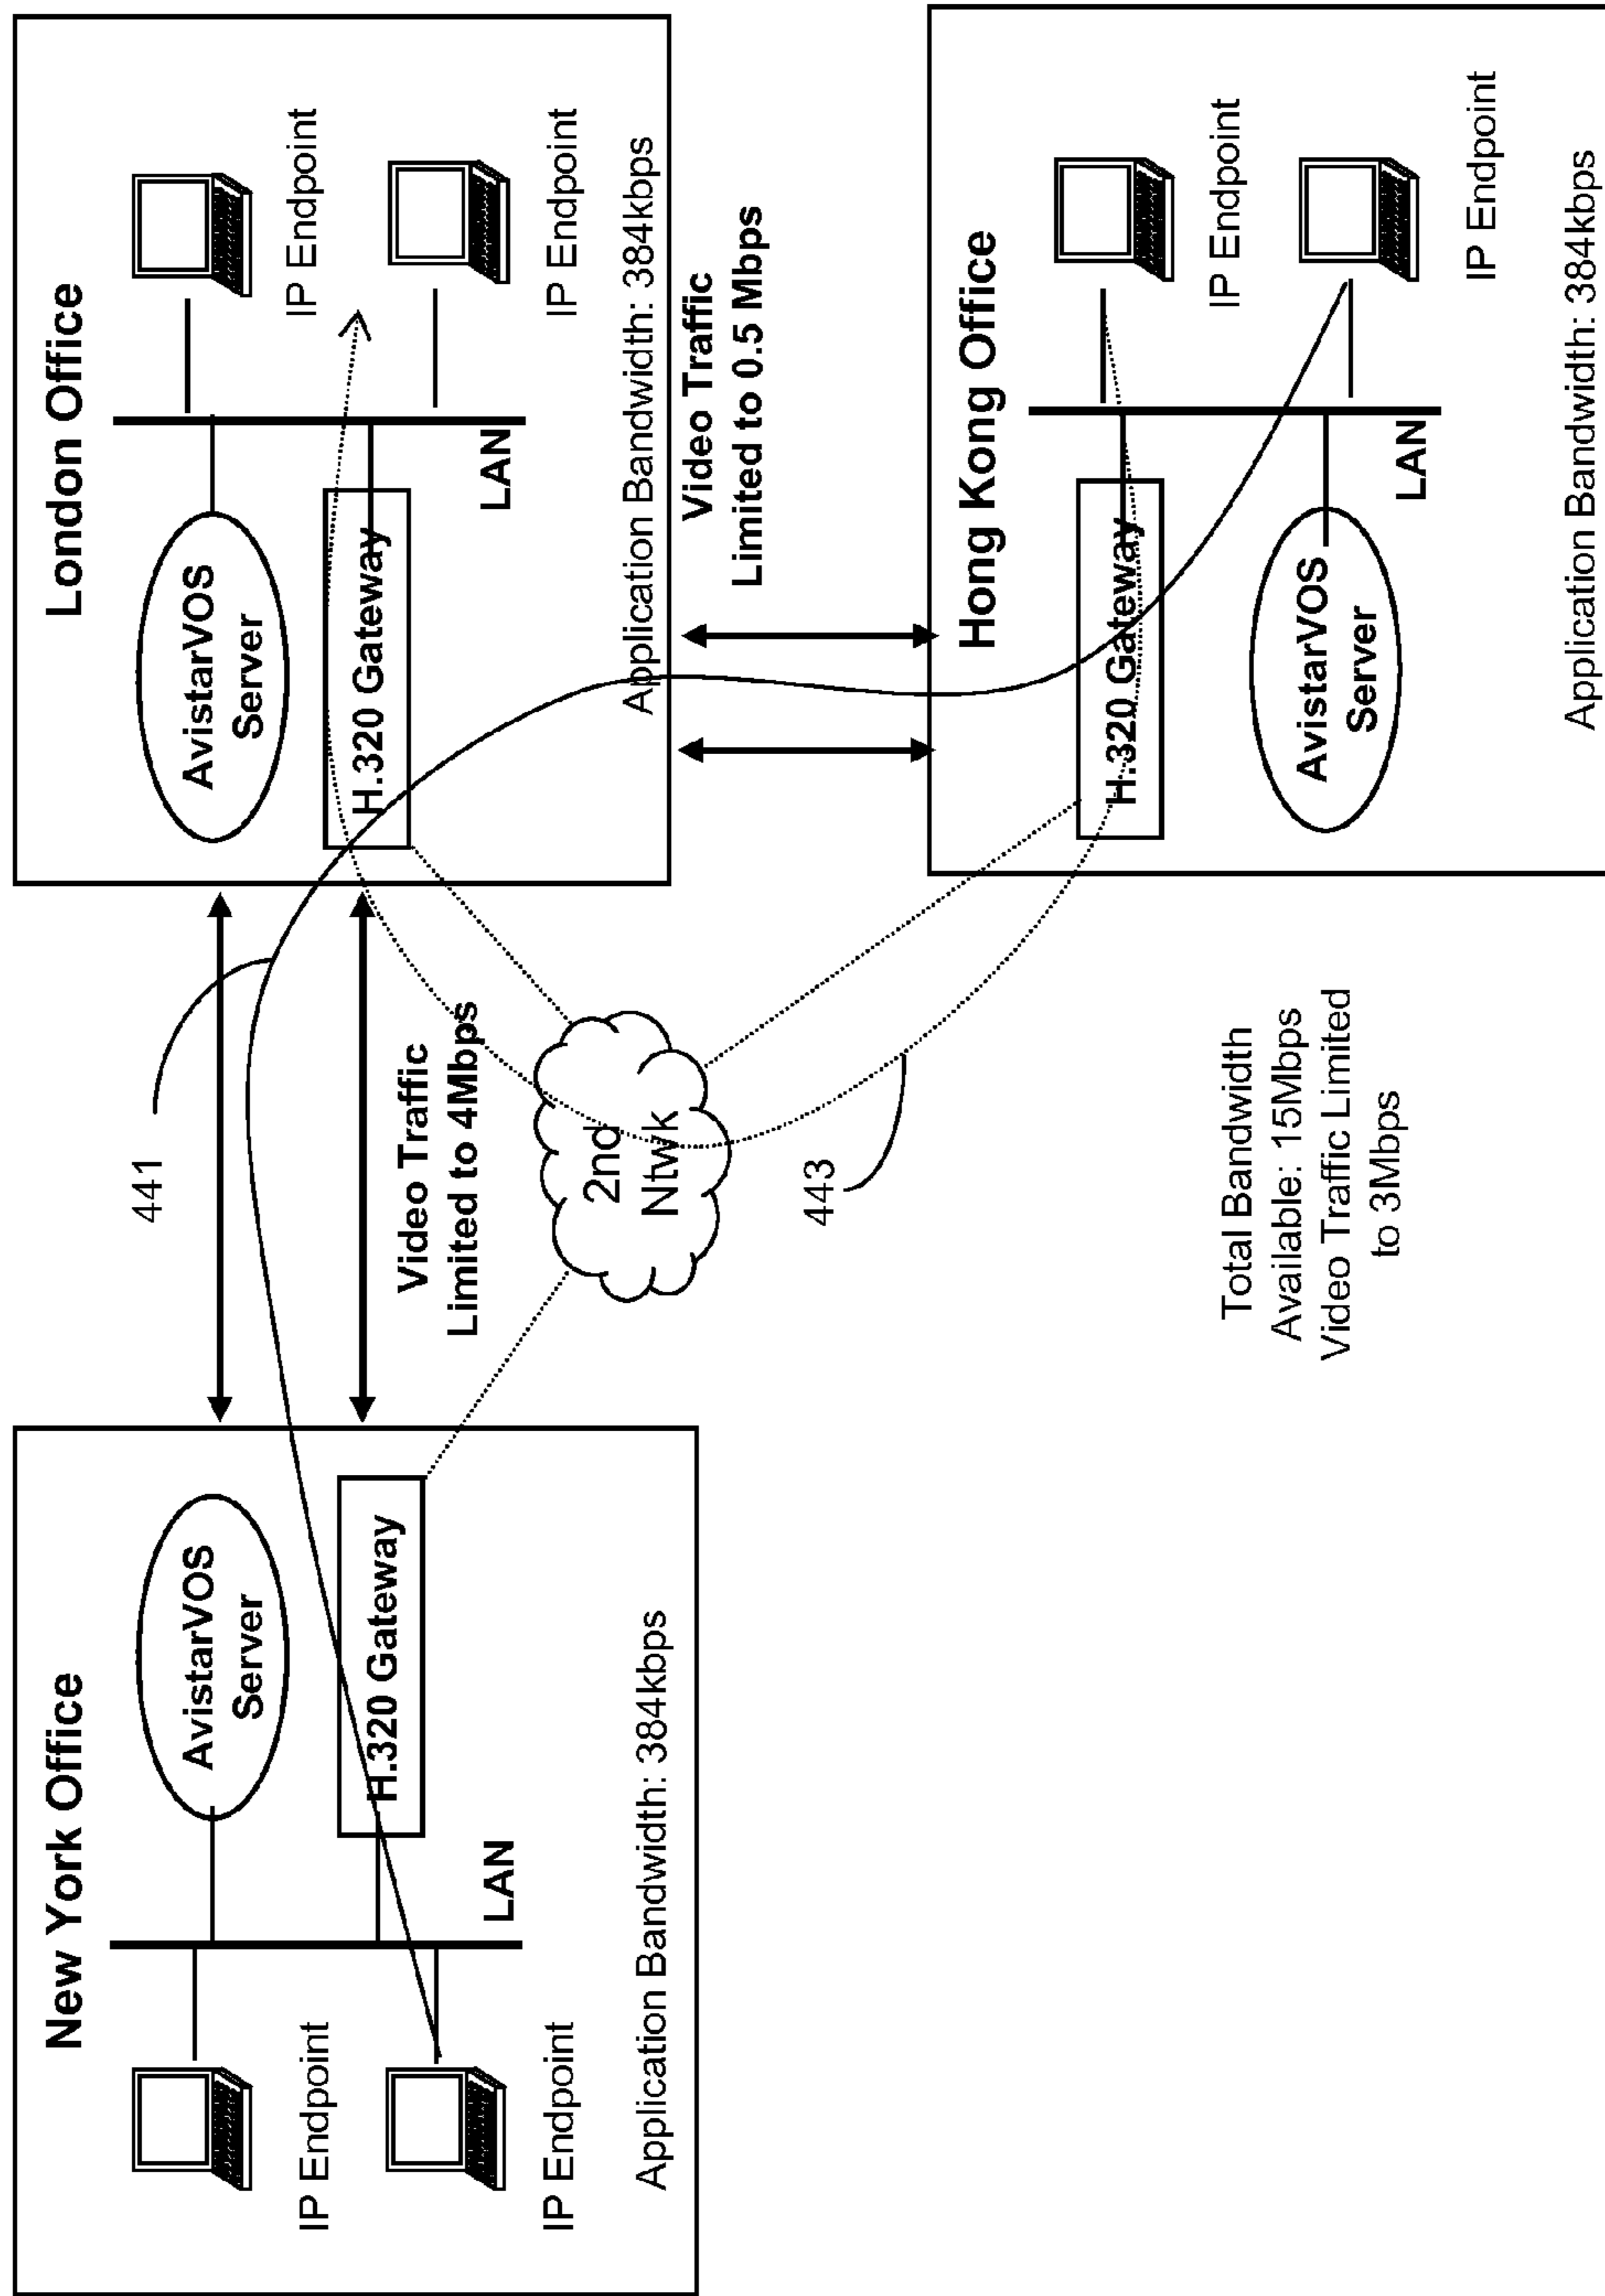 New York Office
AvistarVOS
Server
H.320 Gateway
LAN
IP Endpoint
IP Endpoint
Application Bandwidth: 384kbps
441
Video Traffic
Limited to 4Mbps
2nd
Ntwk
443
Total Bandwidth
Available: 15Mbps
Video Traffic Limited
to 3Mbps
London Office
AvistarVOS
Server
H.320 Gateway
LAN
IP Endpoint
IP Endpoint
Application Bandwidth: 384kbps
Video Traffic
Limited to 0.5 Mbps
Hong Kong Office
H.320 Gateway
AvistarVOS
Server
LAN
IP Endpoint
IP Endpoint
Application Bandwidth: 384kbps